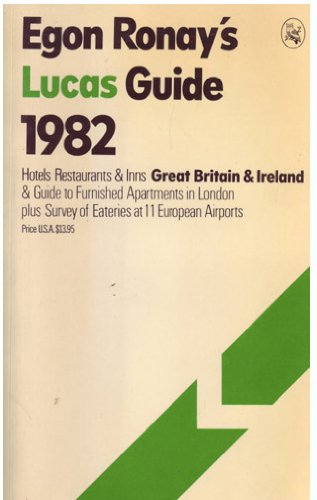 Egon Ronay's
Lucas Guide
1982
Hotels Restaurants & Inns Great Britain & Ireland
& Guide to Furnished Apartments in London
plus Survey of Eateries at 11 European Airports
Price U.S.A. $13.95